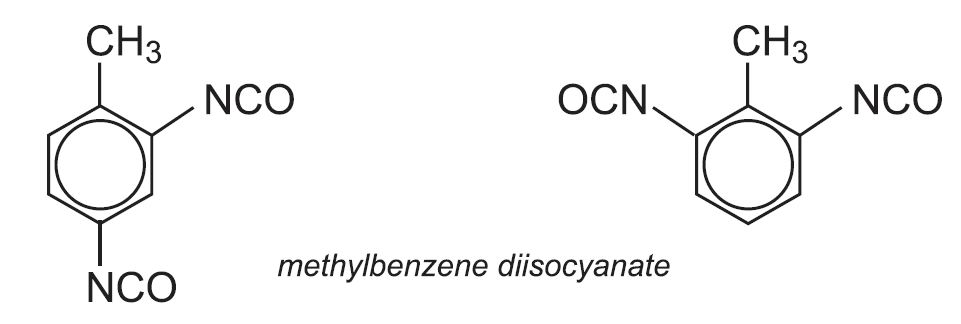 CH3
NCO
NCO
CH3
OCN
NCO
methylbenzene diisocyanate